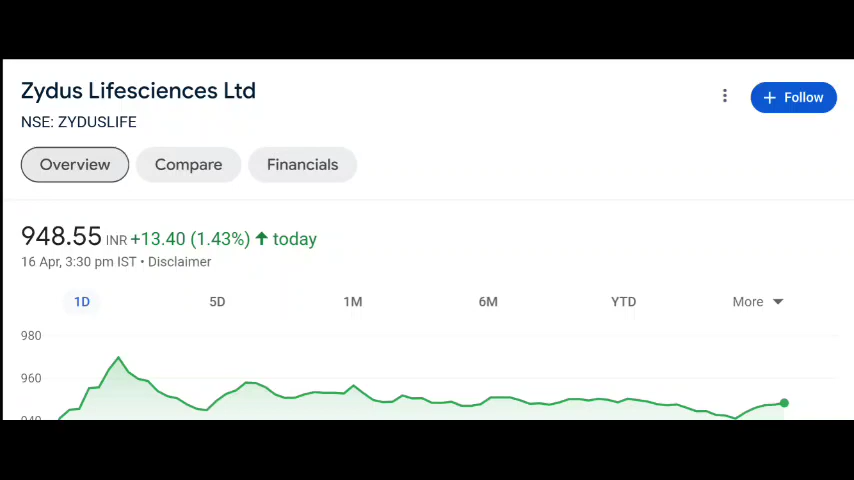 Zydus Lifesciences Ltd
Follow
NSE: ZYDUSLIFE
Overview Compare Financials
948.55 INR +13.40 (1.43%) today
16 Apr, 3:30 pm IST • Disclaimer
1D 5D 1M 6M YTD More
980
960
940